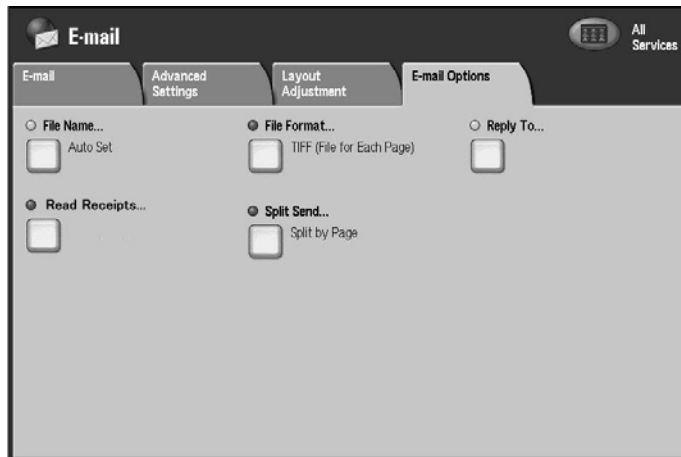 E-mail
All
Services
E-mail
Advanced
Settings
Layout
Adjustment
E-mail Options
File Name...
Auto Set
File Format...
TIFF (File for Each Page)
Reply To...
Read Receipts...
Split Send...
Split by Page